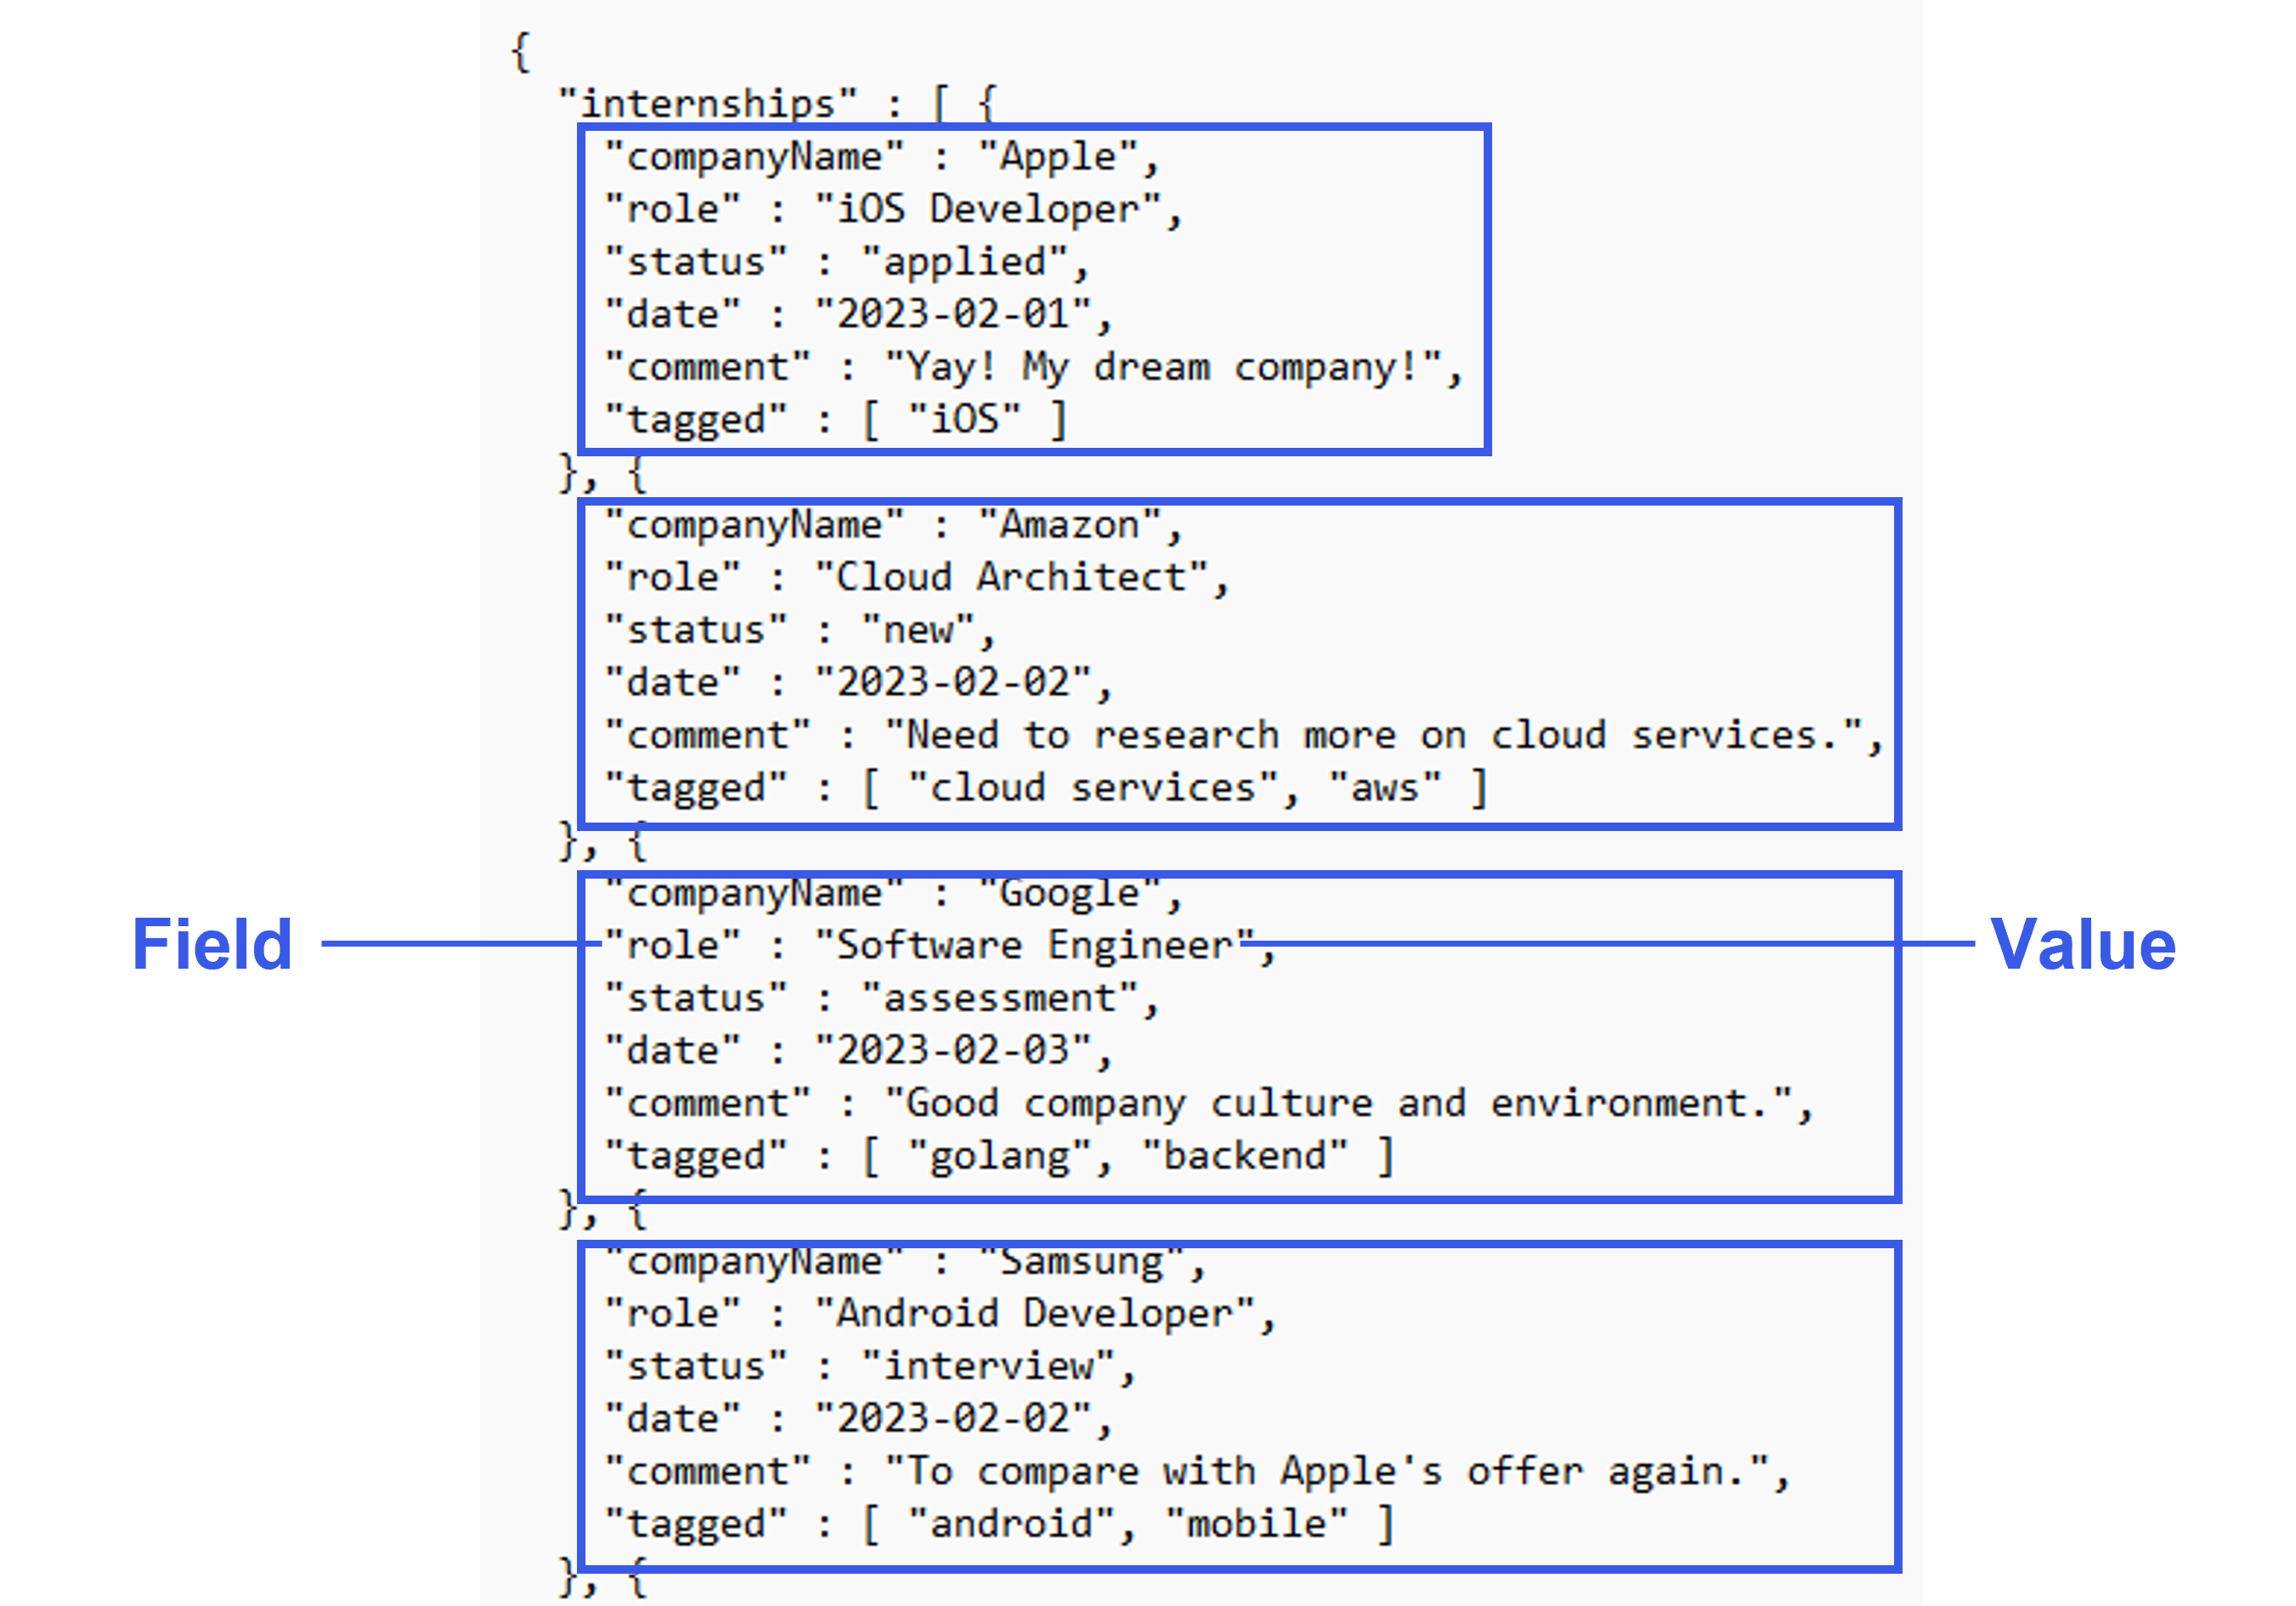 {
"internships" : [ {
"companyName" : "Apple",
"role" : "iOS Developer",
"status" : "applied",
"date" : "2023-02-01",
"comment" : "Yay! My dream company!",
"tagged" : [ "iOS" ]
}, {
"companyName" : "Amazon",
"role" : "Cloud Architect",
"status" : "new",
"date" : "2023-02-02",
"comment" : "Need to research more on cloud services.",
"tagged" : [ "cloud services", "aws" ]
}, {
"companyName" : "Google",
Field "role" : "Software Engineer", Value
"status" : "assessment",
"date" : "2023-02-03",
"comment" : "Good company culture and environment.",
"tagged" : [ "golang", "backend" ]
}, {
"companyName" : "Samsung",
"role" : "Android Developer",
"status" : "interview",
"date" : "2023-02-02",
"comment" : "To compare with Apple's offer again.",
"tagged" : [ "android", "mobile" ]
}, {